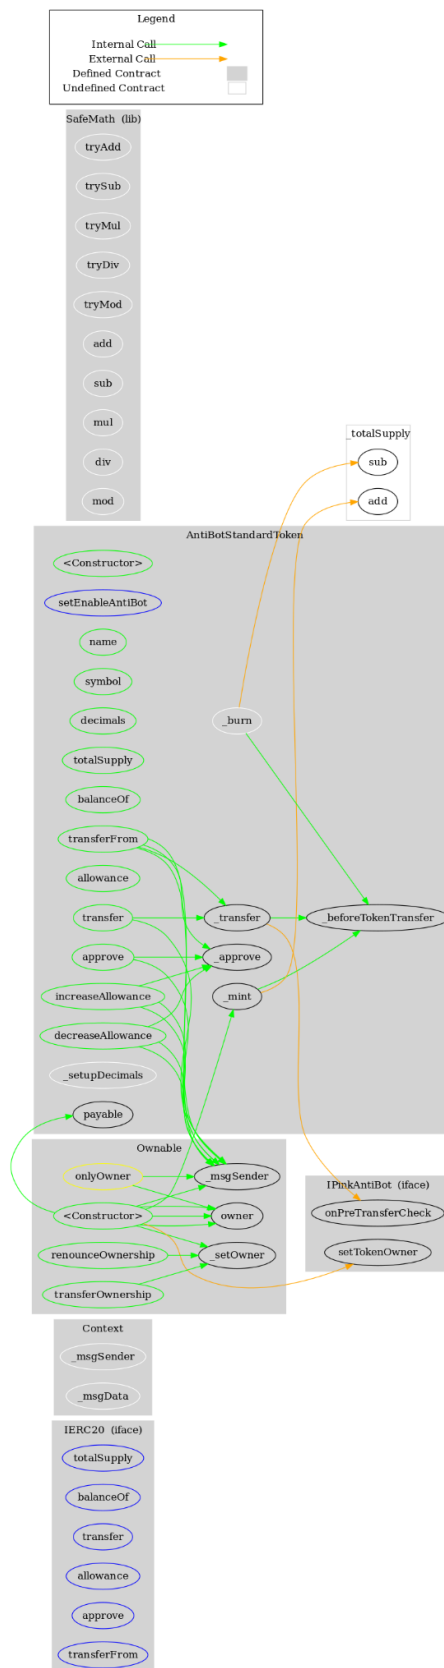 Legend
Internal Call
External Call
Defined Contract
Undefined Contract
SafeMath (lib)
tryAdd
trySub
tryMul
tryDiv
tryMod
add
sub
mul
div
mod
_totalSupply
sub
add
AntiBotStandardToken
<Constructor>
setEnableAntiBot
name
symbol
decimals
_burn
totalSupply
balanceOf
transferFrom
allowance
transfer
_transfer
_beforeTokenTransfer
approve
_approve
increaseAllowance
_mint
decreaseAllowance
_setupDecimals
payable
Ownable
onlyOwner
_msgSender
<Constructor>
owner
renounceOwnership
_setOwner
transferOwnership
IPinkAntiBot (iface)
onPreTransferCheck
setTokenOwner
Context
_msgSender
_msgData
IERC20 (iface)
totalSupply
balanceOf
transfer
allowance
approve
transferFrom